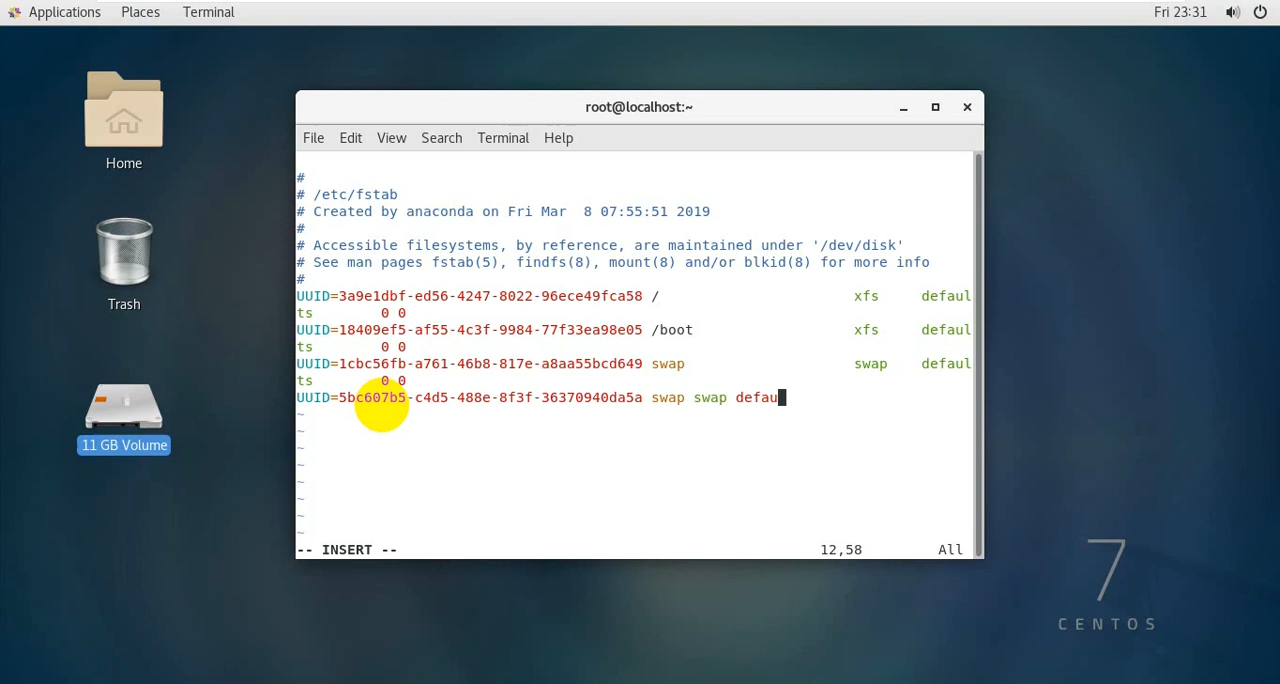 Applications Places Terminal Fri 23:31
Home
Trash
11 GB Volume
root@localhost:~
File Edit View Search Terminal Help
#
# /etc/fstab
# Created by anaconda on Fri Mar  8 07:55:51 2019
#
# Accessible filesystems, by reference, are maintained under '/dev/disk'
# See man pages fstab(5), findfs(8), mount(8) and/or blkid(8) for more info
#
UUID=3a9e1dbf-ed56-4247-8022-96ece49fca58 /                       xfs     defaul
ts        0 0
UUID=18409ef5-af55-4c3f-9984-77f33ea98e05 /boot                   xfs     defaul
ts        0 0
UUID=1cbc56fb-a761-46b8-817e-a8aa55bcd649 swap                    swap    defaul
ts        0 0
UUID=5bc607b5-c4d5-488e-8f3f-36370940da5a swap swap defau
~
~
~
~
~
~
~
~
-- INSERT -- 12,58 All
7
CENTOS